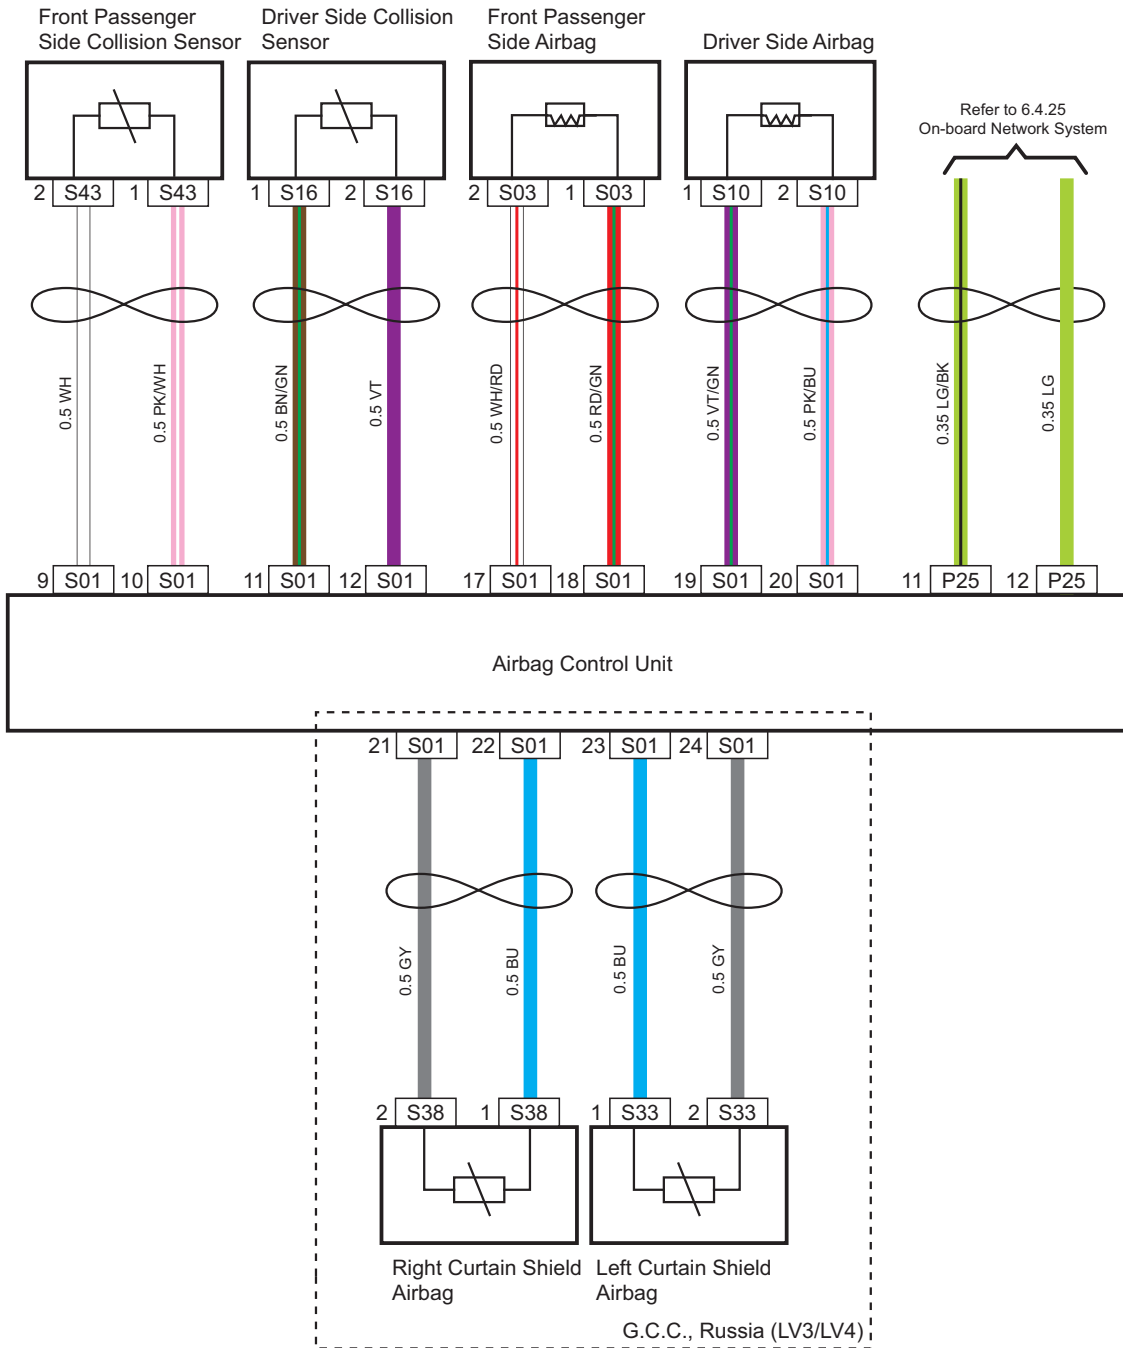 Front Passenger
Side Collision Sensor
Driver Side Collision
Sensor
Front Passenger
Side Airbag
Driver Side Airbag
Refer to 6.4.25
On-board Network System
2 S43 1 S43 1 S16 2 S16 2 S03 1 S03 1 S10 2 S10
0.5 WH
0.5 PK/WH
0.5 BN/GN
0.5 VT
0.5 WH/RD
0.5 RD/GN
0.5 VT/GN
0.5 PK/BU
0.35 LG/BK
0.35 LG
9 S01 10 S01 11 S01 12 S01 17 S01 18 S01 19 S01 20 S01 11 P25 12 P25
Airbag Control Unit
21 S01 22 S01 23 S01 24 S01
0.5 GY
0.5 BU
0.5 BU
0.5 GY
2 S38 1 S38 1 S33 2 S33
Right Curtain Shield
Airbag
Left Curtain Shield
Airbag
G.C.C., Russia (LV3/LV4)